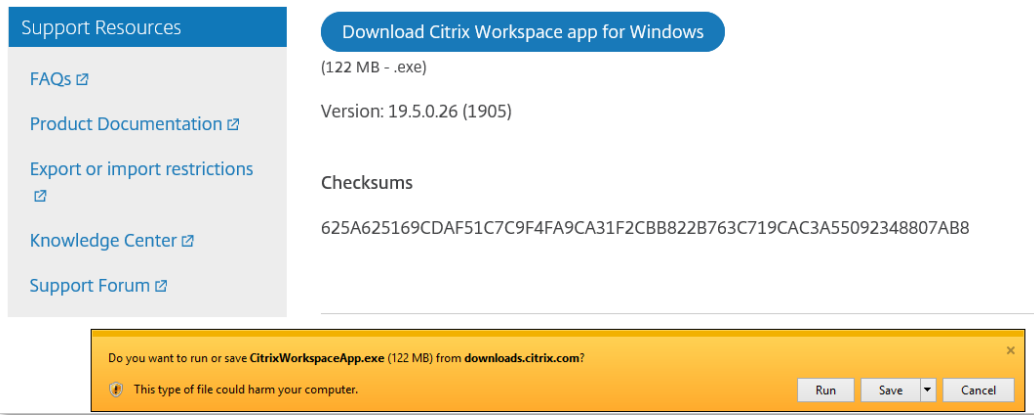 Support Resources
FAQs
Product Documentation
Export or import restrictions
Knowledge Center
Support Forum
Download Citrix Workspace app for Windows
(122 MB - .exe)
Version: 19.5.0.26 (1905)
Checksums
625A625169CDAF51C7C9F4FA9CA31F2CBB822B763C719CAC3A55092348807AB8
Do you want to run or save CitrixWorkspaceApp.exe (122 MB) from downloads.citrix.com?
This type of file could harm your computer.
Run
Save
Cancel